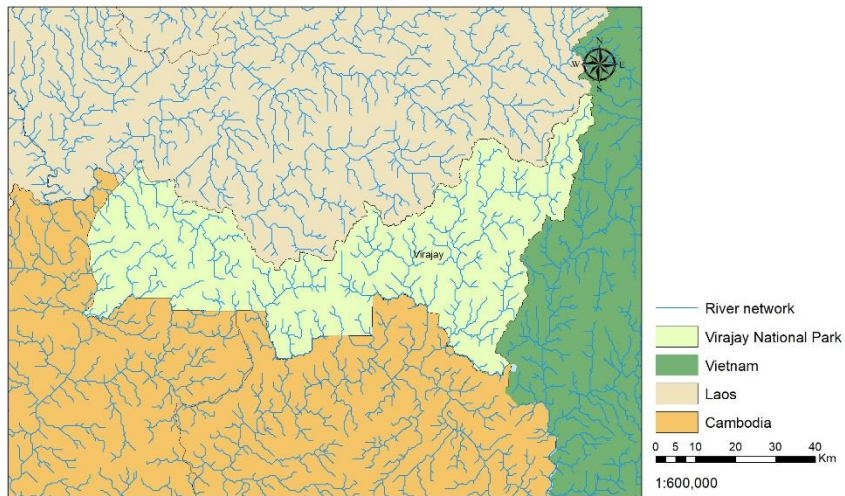 N
W E
S
Virajay
River network
Virajay National Park
Vietnam
Laos
Cambodia
0 5 10 20 30 40
Km
1:600,000